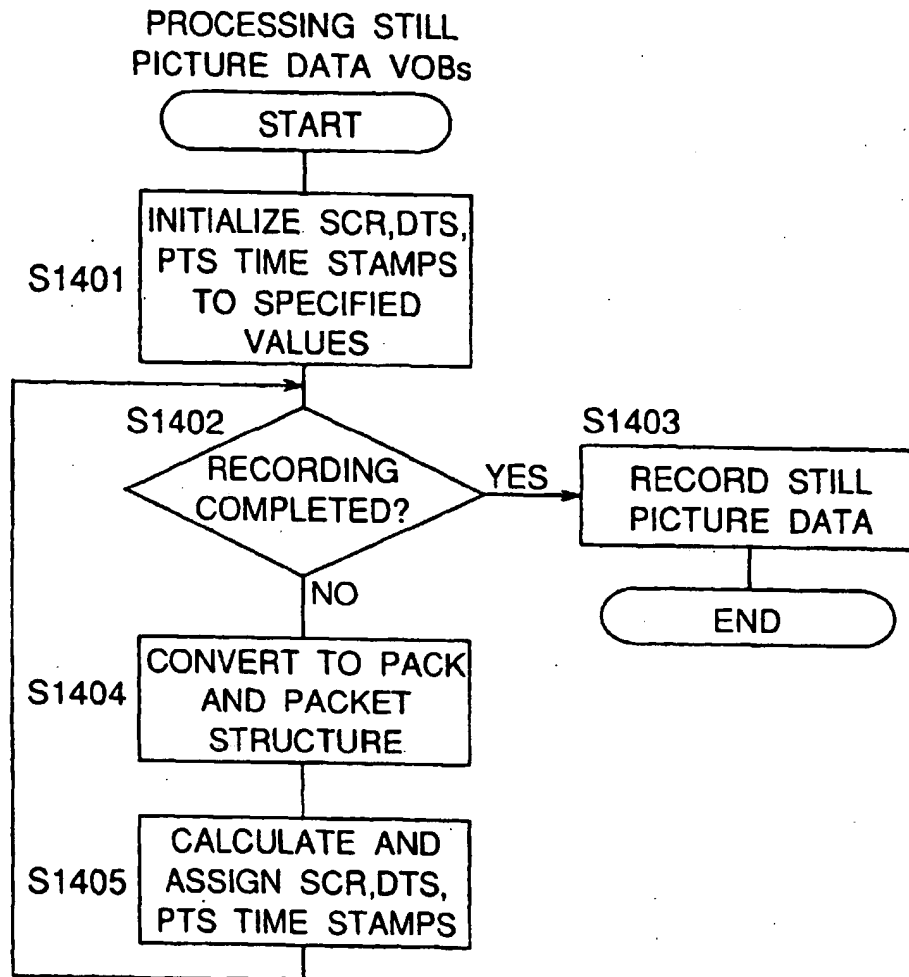 PROCESSING STILL
PICTURE DATA VOBs
START
S1401
INITIALIZE SCR,DTS,
PTS TIME STAMPS
TO SPECIFIED
VALUES
S1402
RECORDING
COMPLETED?
YES
S1403
RECORD STILL
PICTURE DATA
END
NO
S1404
CONVERT TO PACK
AND PACKET
STRUCTURE
S1405
CALCULATE AND
ASSIGN SCR,DTS,
PTS TIME STAMPS